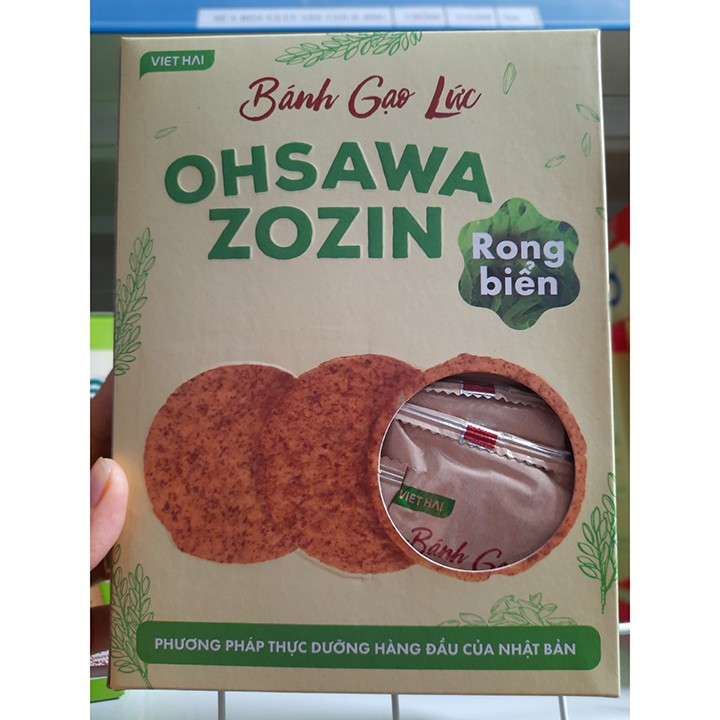 VIET HAI
Bánh Gạo Lức
OHSAWA
ZOZIN
Rong
biển
VIET HAI
Bánh Gạo
PHƯƠNG PHÁP THỰC DƯỠNG HÀNG ĐẦU CỦA NHẬT BẢN